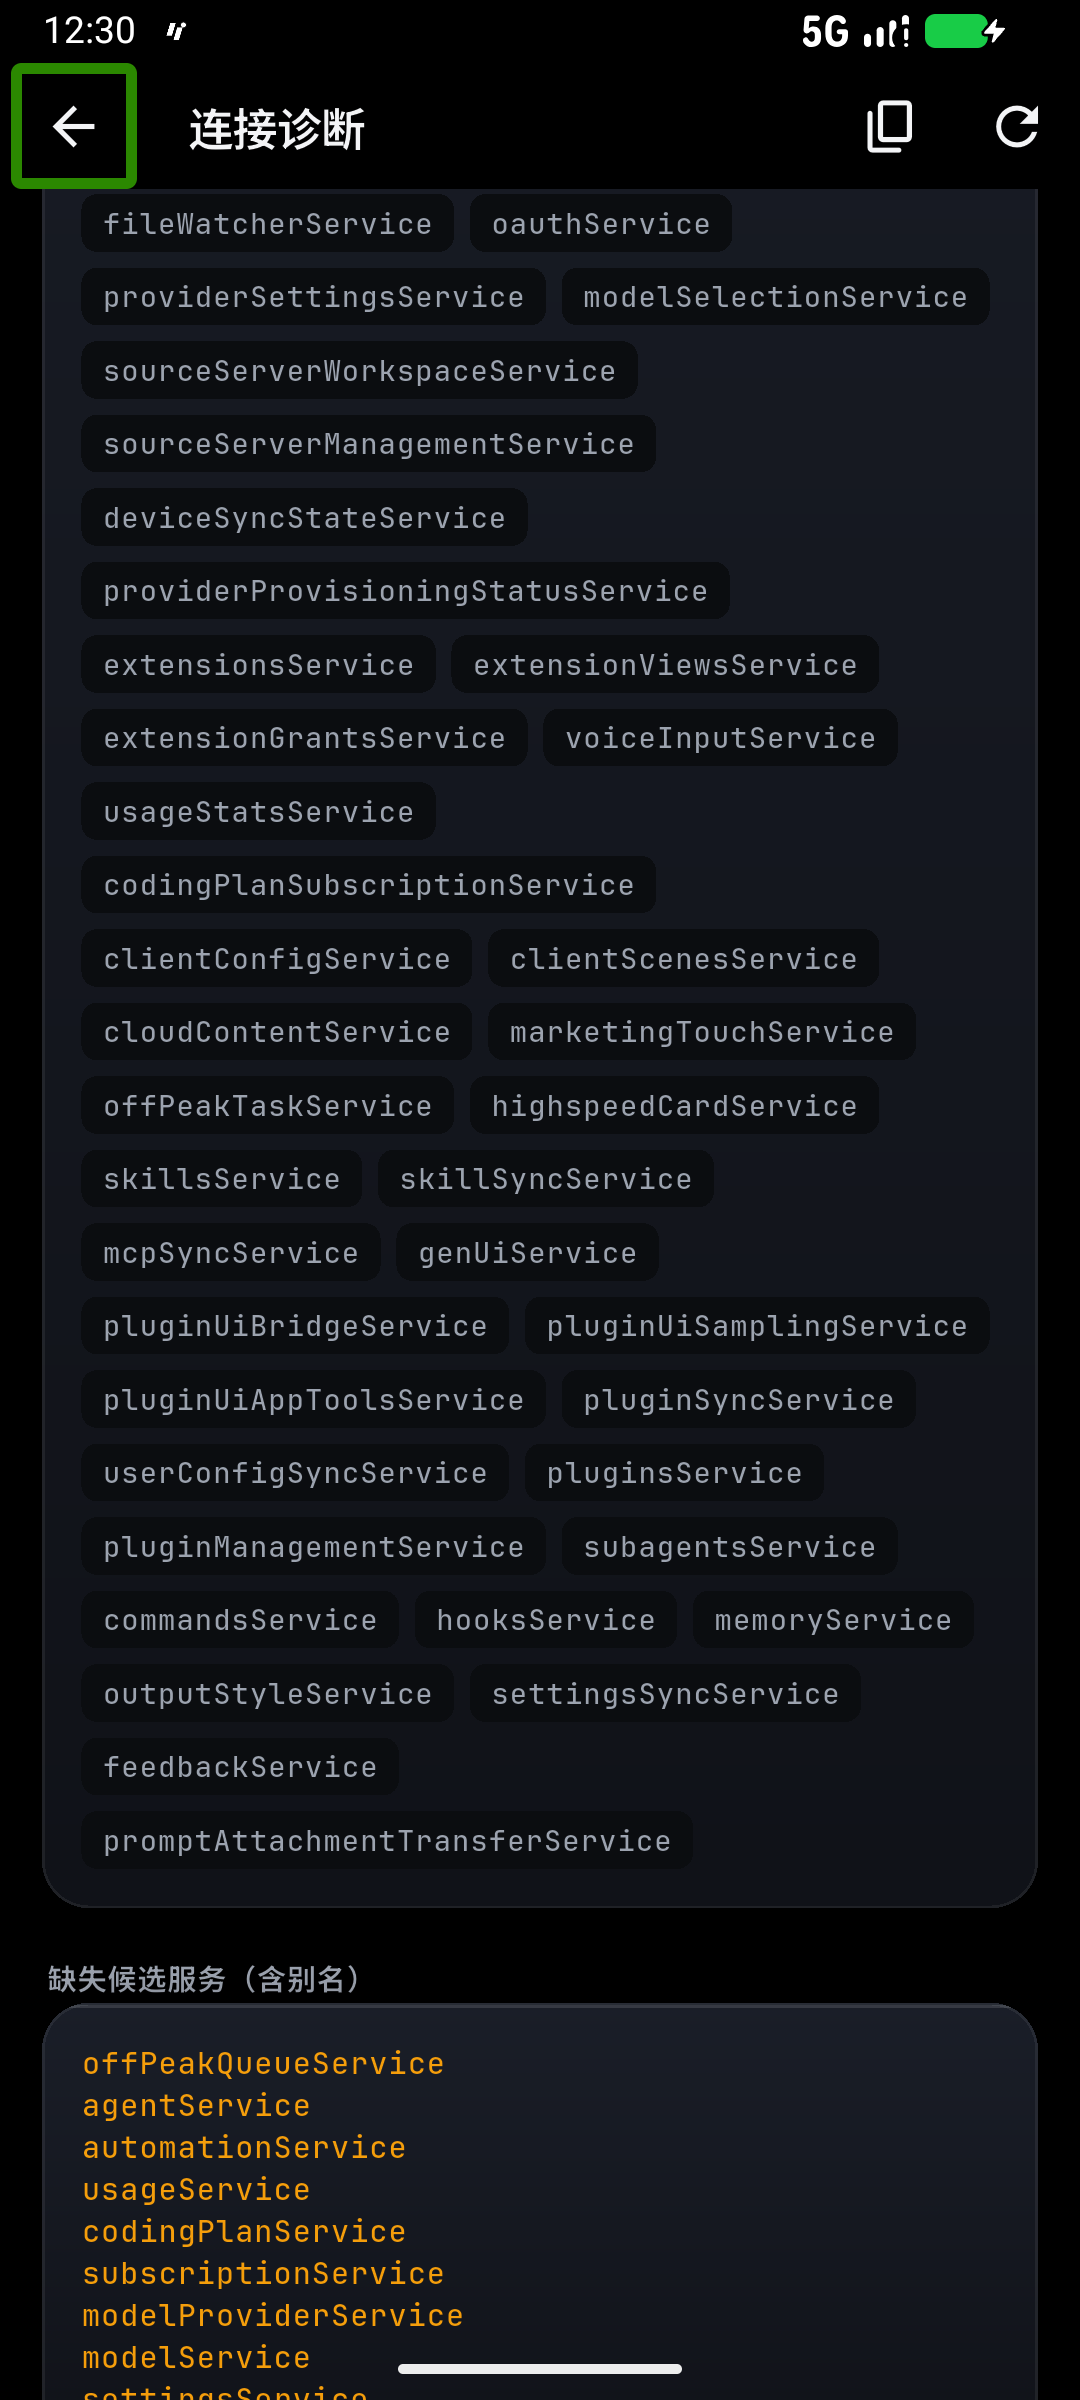 12:30
5G
连接诊断
fileWatcherService oauthService
providerSettingsService modelSelectionService
sourceServerWorkspaceService
sourceServerManagementService
deviceSyncStateService
providerProvisioningStatusService
extensionsService extensionViewsService
extensionGrantsService voiceInputService
usageStatsService
codingPlanSubscriptionService
clientConfigService clientScenesService
cloudContentService marketingTouchService
offPeakTaskService highspeedCardService
skillsService skillSyncService
mcpSyncService genUiService
pluginUiBridgeService pluginUiSamplingService
pluginUiAppToolsService pluginSyncService
userConfigSyncService pluginsService
pluginManagementService subagentsService
commandsService hooksService memoryService
outputStyleService settingsSyncService
feedbackService
promptAttachmentTransferService
缺失候选服务（含别名）
offPeakQueueService
agentService
automationService
usageService
codingPlanService
subscriptionService
modelProviderService
modelService
settingsService